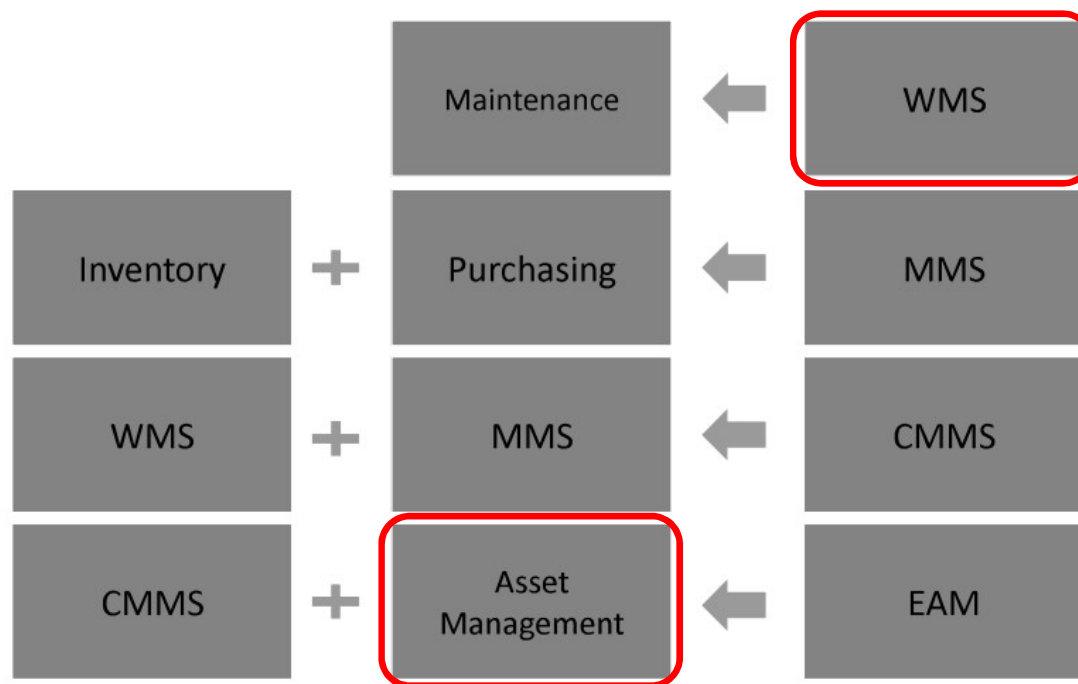 Maintenance
WMS
Inventory
+
Purchasing
MMS
WMS
+
MMS
CMMS
CMMS
+
Asset
Management
EAM